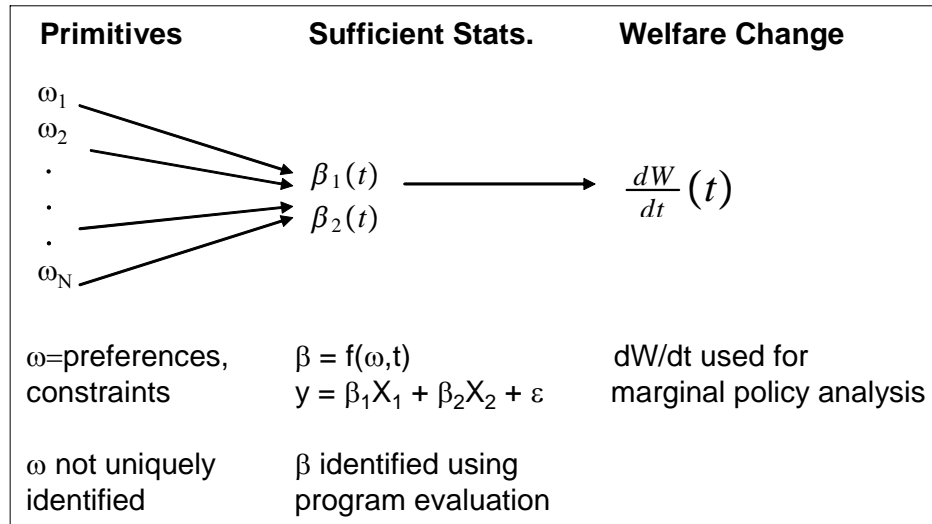 Primitives
Sufficient Stats.
Welfare Change
ω1
ω2
.
.
.
ωN
β1(t)
β2(t)
dW/dt (t)
ω=preferences,
constraints
β = f(ω,t)
y = β1X1 + β2X2 + ε
dW/dt used for
marginal policy analysis
ω not uniquely
identified
β identified using
program evaluation